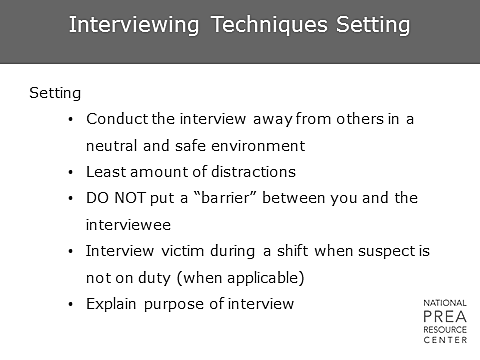 Interviewing Techniques Setting
Setting
• Conduct the interview away from others in a
neutral and safe environment
• Least amount of distractions
• DO NOT put a “barrier” between you and the
interviewee
• Interview victim during a shift when suspect is
not on duty (when applicable)
• Explain purpose of interview
NATIONAL
PREA
RESOURCE
CENTER